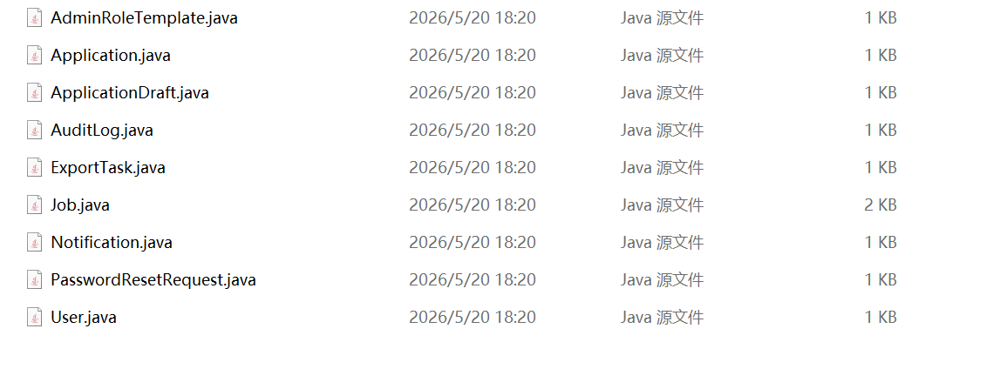 AdminRoleTemplate.java 2026/5/20 18:20 Java 源文件 1 KB
Application.java 2026/5/20 18:20 Java 源文件 1 KB
ApplicationDraft.java 2026/5/20 18:20 Java 源文件 1 KB
AuditLog.java 2026/5/20 18:20 Java 源文件 1 KB
ExportTask.java 2026/5/20 18:20 Java 源文件 1 KB
Job.java 2026/5/20 18:20 Java 源文件 2 KB
Notification.java 2026/5/20 18:20 Java 源文件 1 KB
PasswordResetRequest.java 2026/5/20 18:20 Java 源文件 1 KB
User.java 2026/5/20 18:20 Java 源文件 1 KB